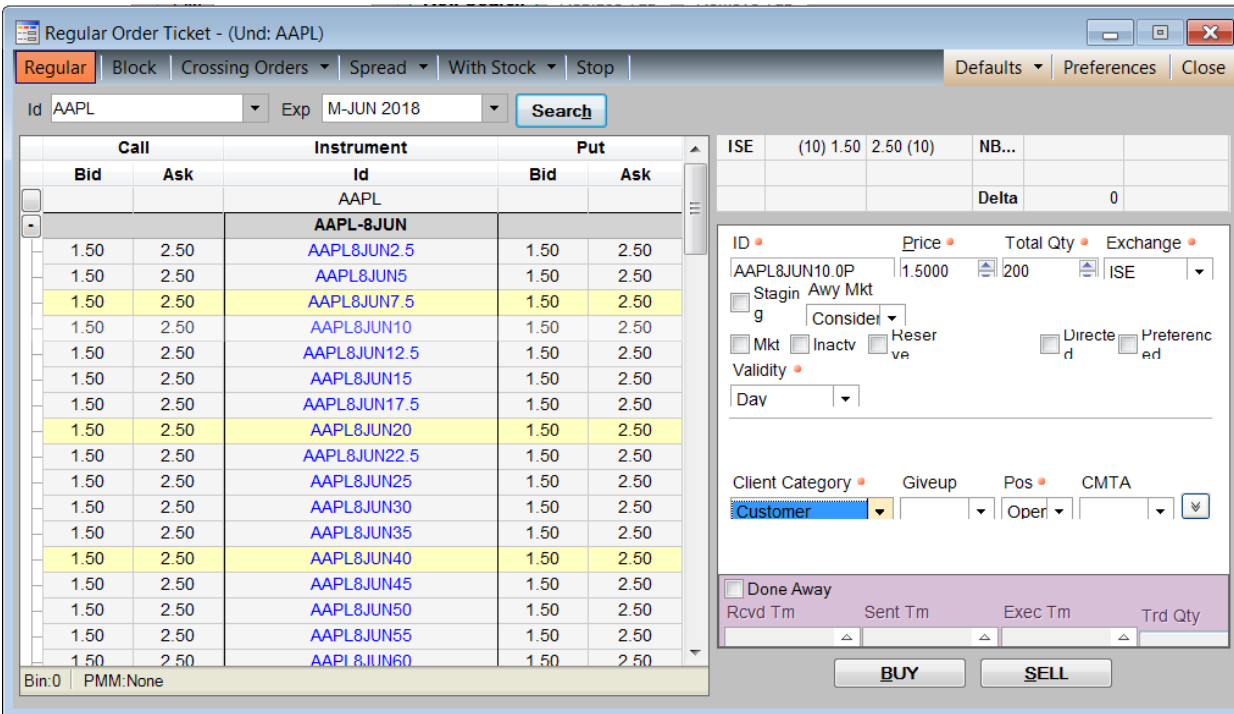 Regular Order Ticket - (Und: AAPL)
Regular Block Crossing Orders Spread With Stock Stop Defaults Preferences Close
Id AAPL Exp M-JUN 2018 Search
Call Instrument Put
Bid Ask Id Bid Ask
AAPL
AAPL-8JUN
1.50 2.50 AAPL8JUN2.5 1.50 2.50
1.50 2.50 AAPL8JUN5 1.50 2.50
1.50 2.50 AAPL8JUN7.5 1.50 2.50
1.50 2.50 AAPL8JUN10 1.50 2.50
1.50 2.50 AAPL8JUN12.5 1.50 2.50
1.50 2.50 AAPL8JUN15 1.50 2.50
1.50 2.50 AAPL8JUN17.5 1.50 2.50
1.50 2.50 AAPL8JUN20 1.50 2.50
1.50 2.50 AAPL8JUN22.5 1.50 2.50
1.50 2.50 AAPL8JUN25 1.50 2.50
1.50 2.50 AAPL8JUN30 1.50 2.50
1.50 2.50 AAPL8JUN35 1.50 2.50
1.50 2.50 AAPL8JUN40 1.50 2.50
1.50 2.50 AAPL8JUN45 1.50 2.50
1.50 2.50 AAPL8JUN50 1.50 2.50
1.50 2.50 AAPL8JUN55 1.50 2.50
1.50 2.50 AAPL8JUN60 1.50 2.50
Bin:0 PMM:None
ISE (10) 1.50 2.50 (10) NB...
Delta 0
ID Price Total Qty Exchange
AAPL8JUN10.0P 1.5000 200 ISE
Stagin
g
Awy Mkt
Consider
Mkt Inactv Reser
ve
Directe
d
Preferenc
ed
Validity
Day
Client Category Giveup Pos CMTA
Customer Oper
Done Away
Rcvd Tm Sent Tm Exec Tm Trd Qty
BUY SELL